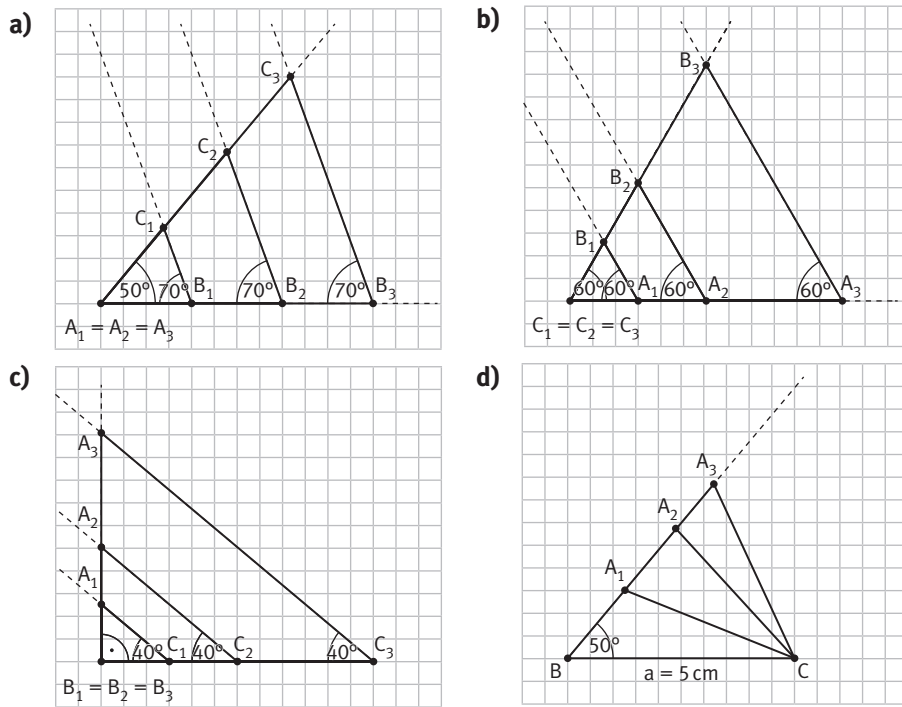 a)
C₃
C₂
C₁
50° 70° B₁ 70° B₂ 70° B₃
A₁ = A₂ = A₃
b)
B₃
B₂
B₁
60° 60° A₁ 60° A₂ 60° A₃
C₁ = C₂ = C₃
c)
A₃
A₂
A₁
40° C₁ 40° C₂ 40° C₃
B₁ = B₂ = B₃
d)
A₃
A₂
A₁
50°
B a = 5 cm C